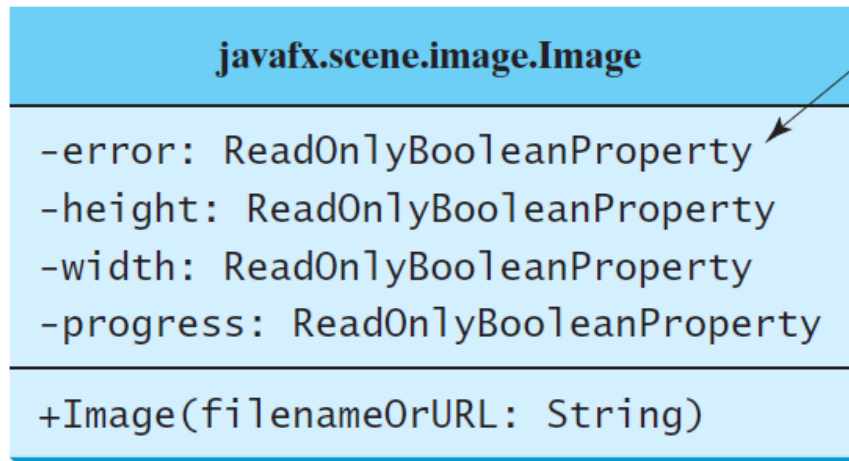 javafx.scene.image.Image
-error: ReadOnlyBooleanProperty
-height: ReadOnlyBooleanProperty
-width: ReadOnlyBooleanProperty
-progress: ReadOnlyBooleanProperty
+Image(filenameOrURL: String)